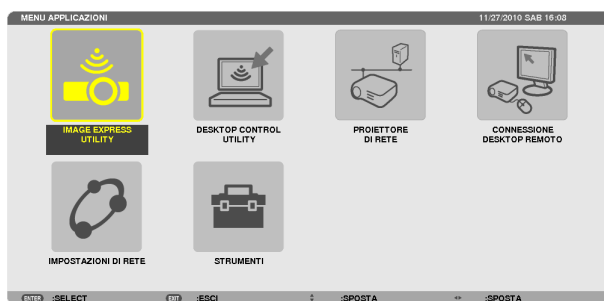 MENU APPLICAZIONI 11/27/2010 SAB 16:08
IMAGE EXPRESS
UTILITY
DESKTOP CONTROL
UTILITY
PROIETTORE
DI RETE
CONNESSIONE
DESKTOP REMOTO
IMPOSTAZIONI DI RETE
STRUMENTI
ENTER :SELECT EXIT :ESCI :SPOSTA :SPOSTA